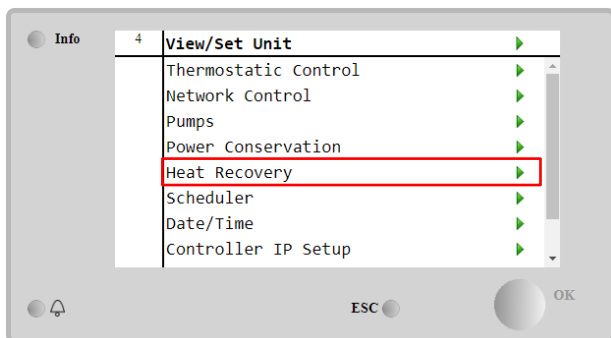 Info
4 View/Set Unit
Thermostatic Control
Network Control
Pumps
Power Conservation
Heat Recovery
Scheduler
Date/Time
Controller IP Setup
ESC
OK